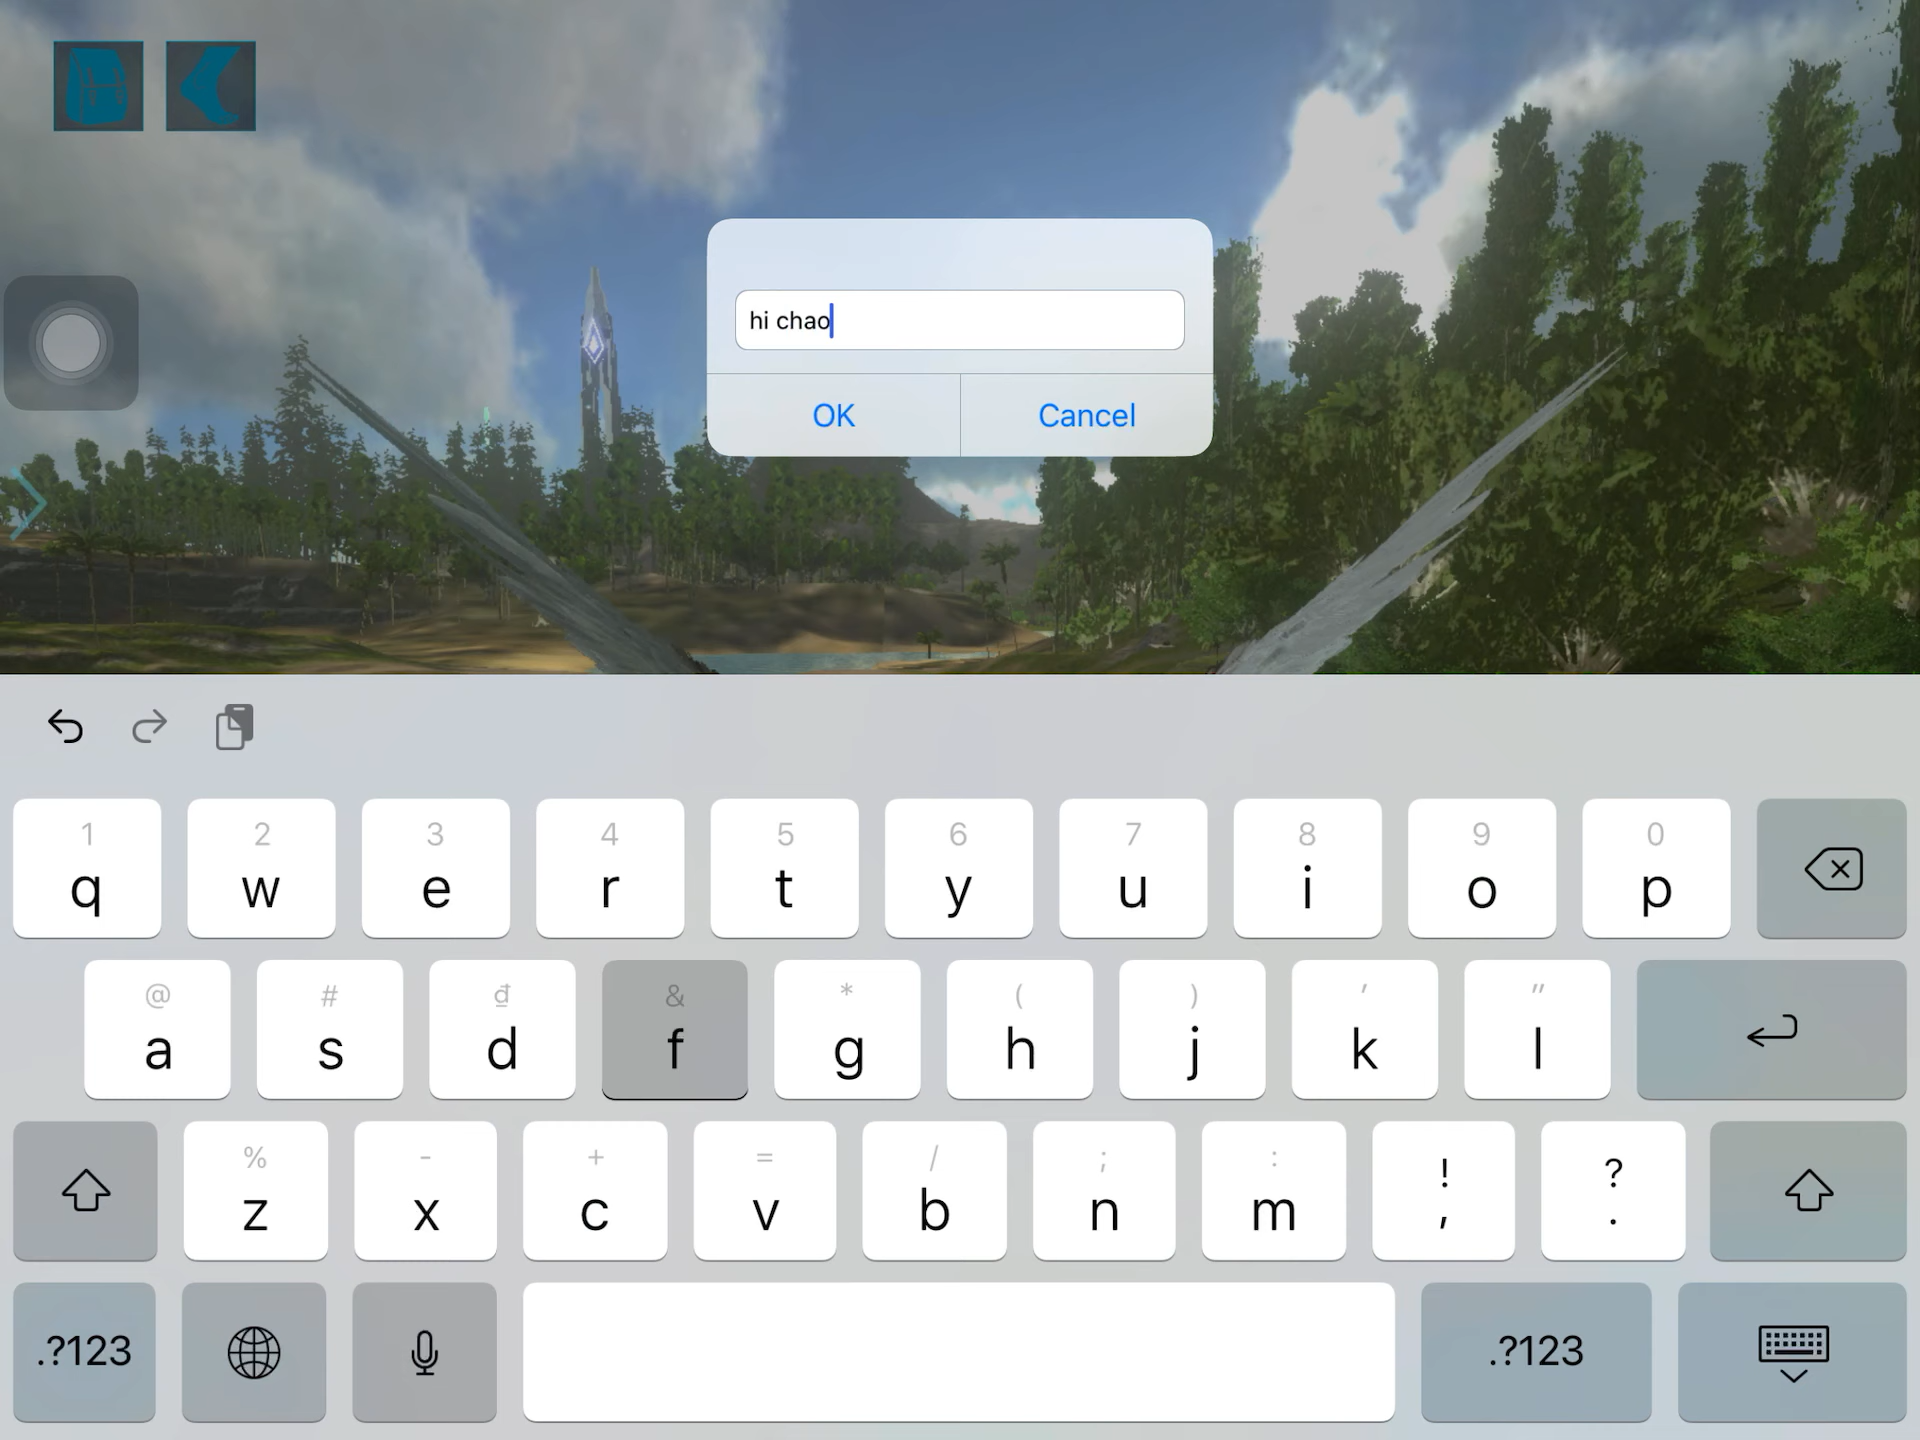 hi chao
OK Cancel
1 2 3 4 5 6 7 8 9 0
q w e r t y u i o p
@ # ₫ & * ( ) ' "
a s d f g h j k l
% - + = / ; : ! ?
z x c v b n m , .
.?123 .?123